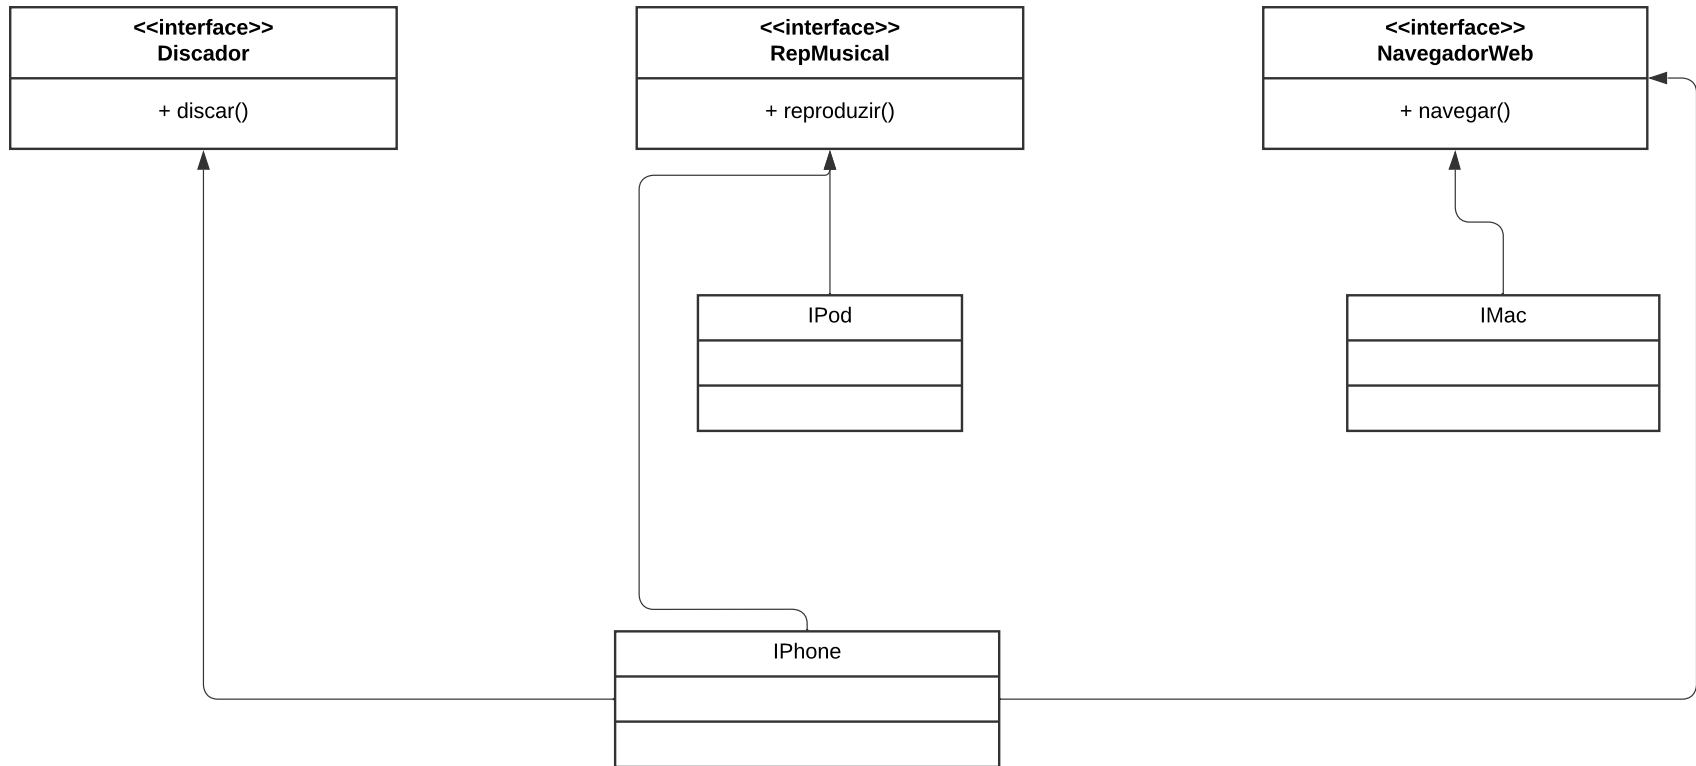 <<interface>>
Discador
+ discar()
<<interface>>
RepMusical
+ reproduzir()
<<interface>>
NavegadorWeb
+ navegar()
IPod
IMac
IPhone